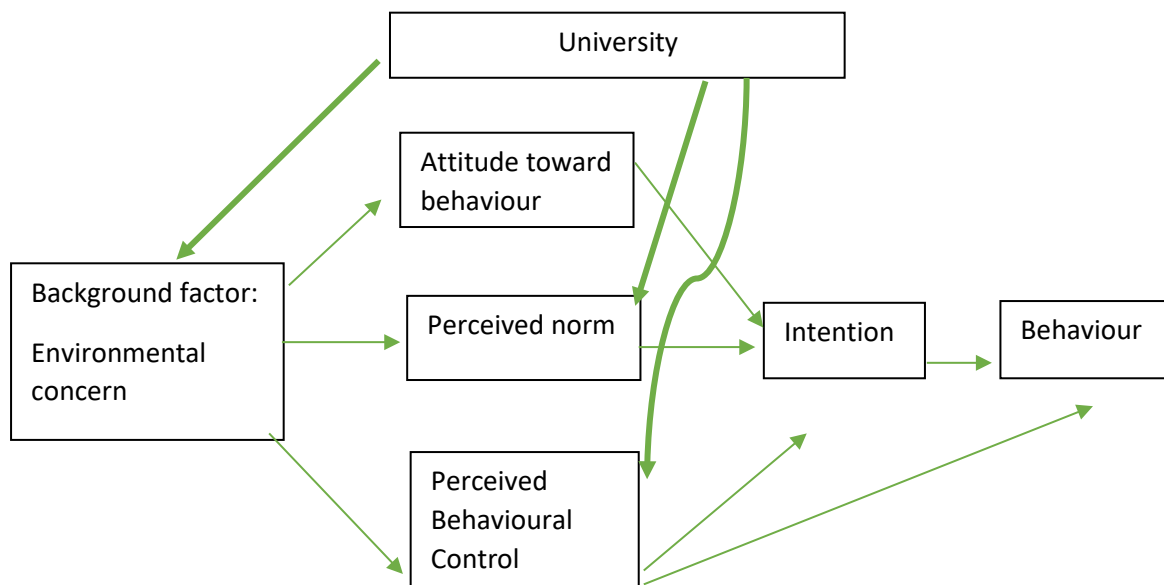 University
Attitude toward
behaviour
Background factor:
Environmental
concern
Perceived norm
Intention
Behaviour
Perceived
Behavioural
Control